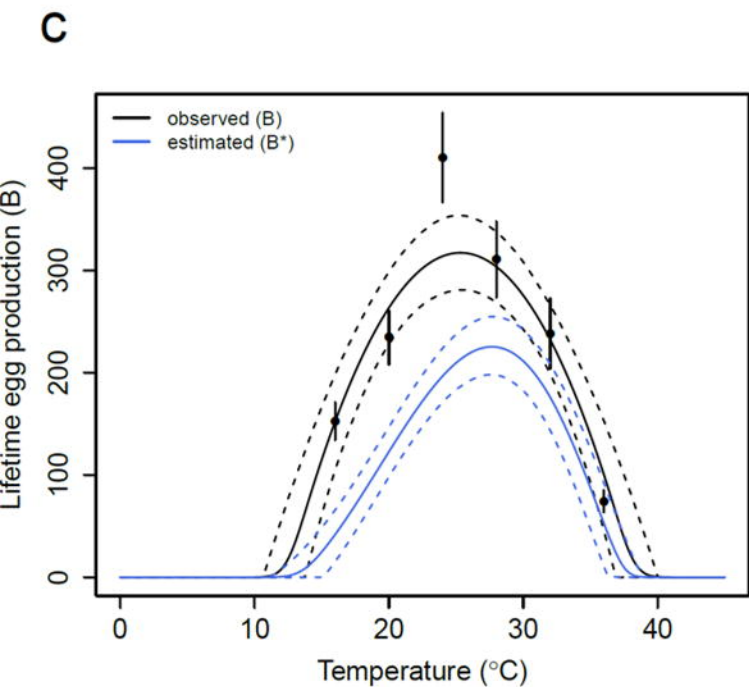 C
observed (B)
estimated (B*)
Lifetime egg production (B)
400
300
200
100
0
0 10 20 30 40
Temperature (°C)